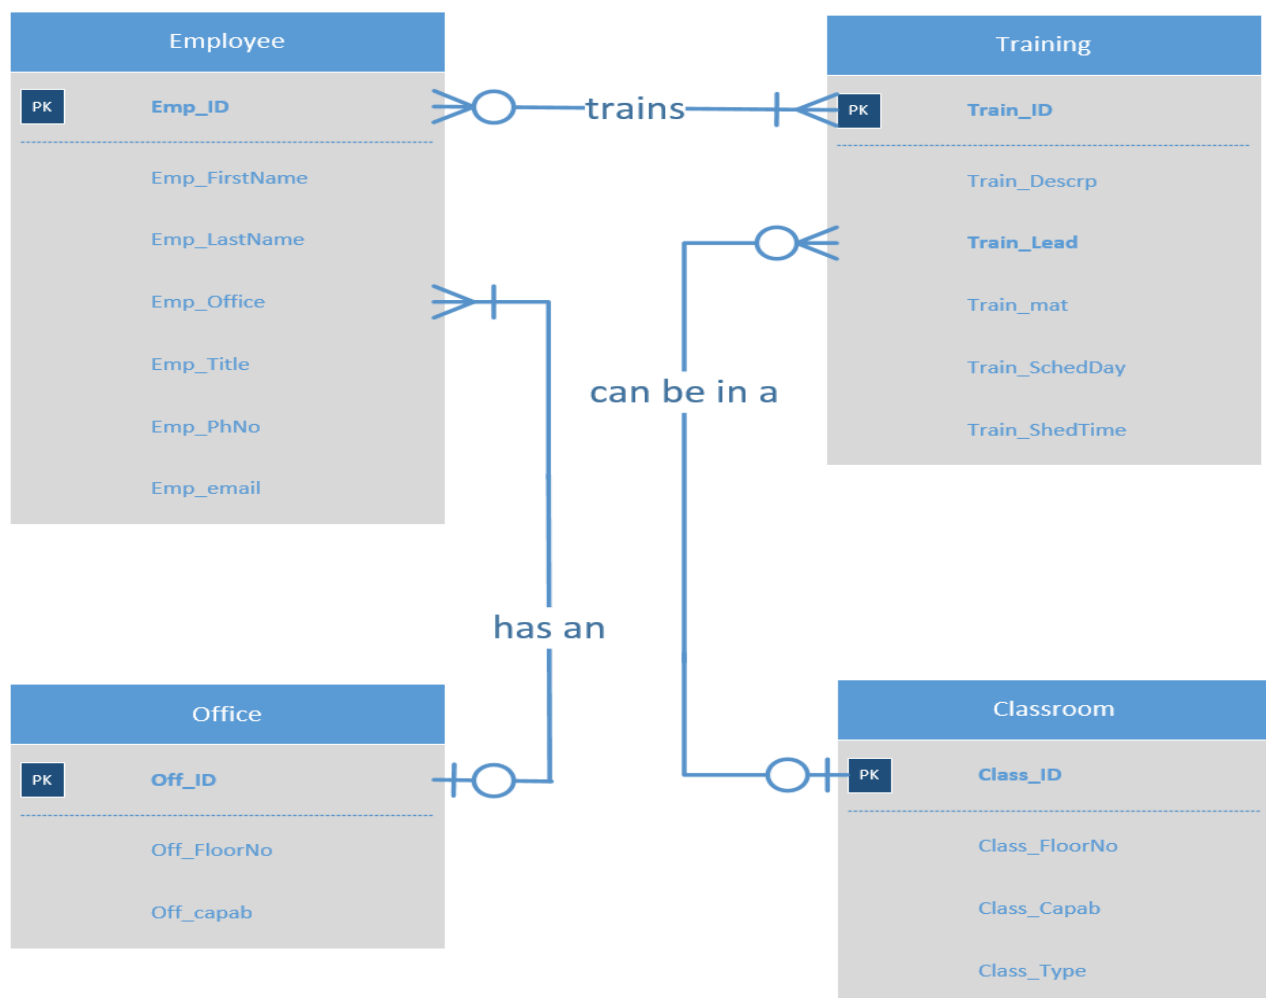 Employee
PK Emp_ID
Emp_FirstName
Emp_LastName
Emp_Office
Emp_Title
Emp_PhNo
Emp_email
trains
Training
PK Train_ID
Train_Descrp
Train_Lead
Train_mat
Train_SchedDay
Train_ShedTime
can be in a
has an
Office
PK Off_ID
Off_FloorNo
Off_capab
Classroom
PK Class_ID
Class_FloorNo
Class_Capab
Class_Type